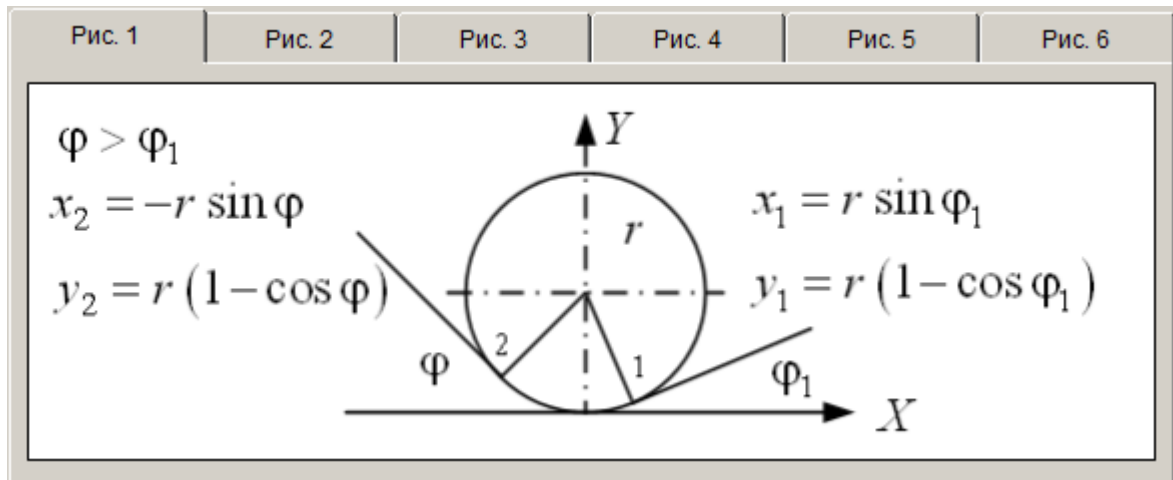 Рис. 1 Рис. 2 Рис. 3 Рис. 4 Рис. 5 Рис. 6
φ > φ₁
Y
x₂ = −r sin φ
x₁ = r sin φ₁
r
y₂ = r (1 − cos φ)
y₁ = r (1 − cos φ₁)
2
1
φ
φ₁
X